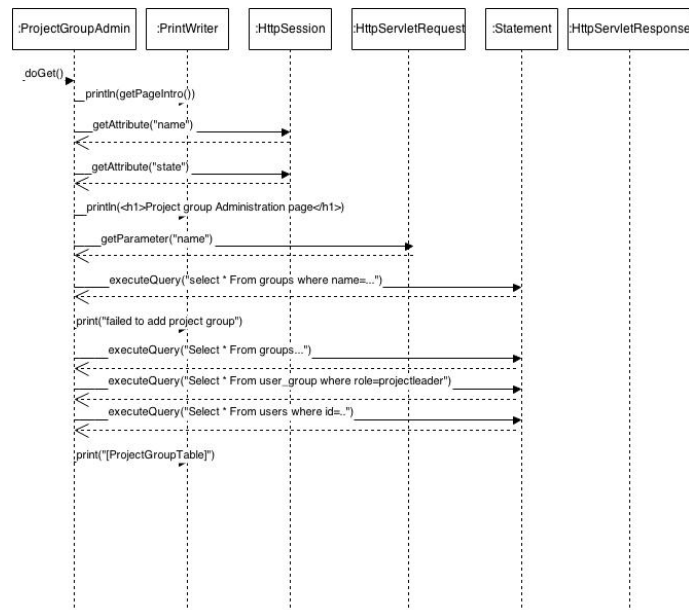 :ProjectGroupAdmin :PrintWriter :HttpSession :HttpServletRequest :Statement :HttpServletResponse
doGet()
println(getPageIntro())
getAttribute("name")
getAttribute("state")
println(<h1>Project group Administration page</h1>)
getParameter("name")
executeQuery("select * From groups where name=...")
print("failed to add project group")
executeQuery("Select * From groups...")
executeQuery("Select * From user_group where role=projectleader")
executeQuery("Select * From users where id=..")
print("[ProjectGroupTable]")